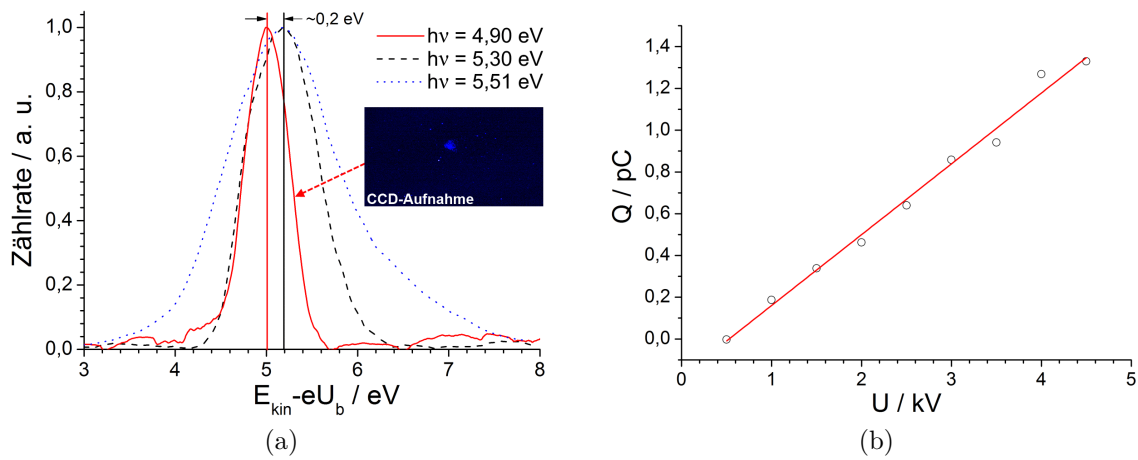 ~0,2 eV
1,0
0,8
0,6
0,4
0,2
0,0
Zählrate / a. u.
hν = 4,90 eV
hν = 5,30 eV
hν = 5,51 eV
CCD-Aufnahme
3 4 5 6 7 8
E_kin-eU_b / eV
(a)
1,4
1,2
1,0
0,8
0,6
0,4
0,2
0,0
Q / pC
0 1 2 3 4 5
U / kV
(b)